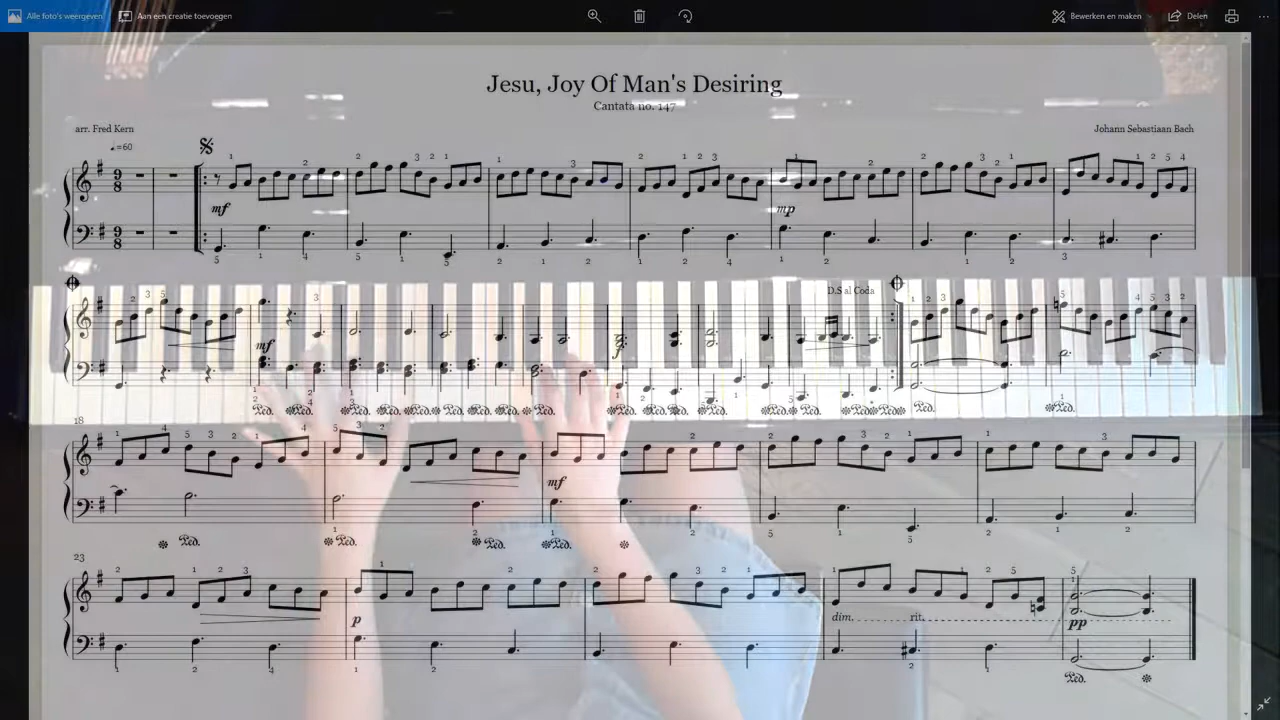 Alle foto's weergeven
Aan een creatie toevoegen
Bewerken en maken
Delen
Jesu, Joy Of Man's Desiring
Cantata no. 147
arr. Fred Kern
Johann Sebastiaan Bach
♩.=60
mf
mp
D.S al Coda
mf
f
18
mf
23
p
dim.
rit.
pp